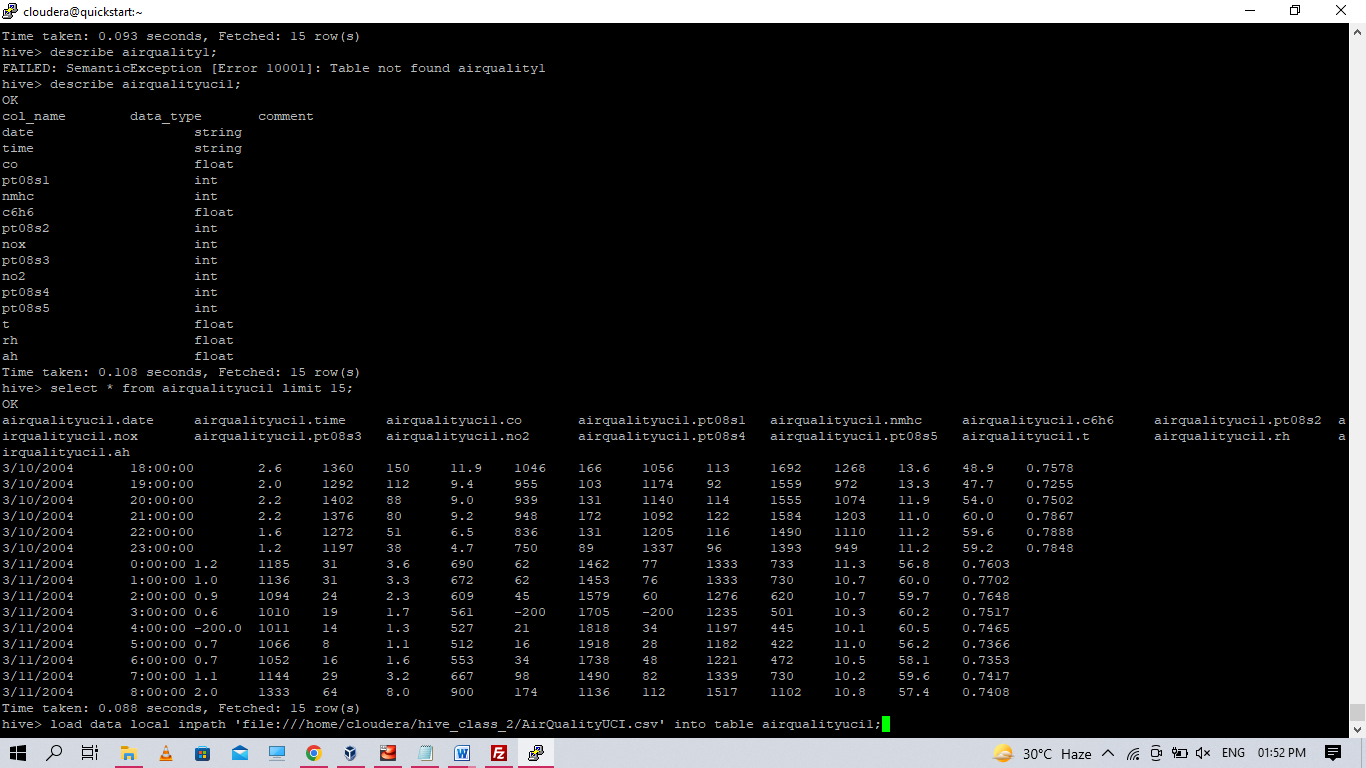 cloudera@quickstart:~
Time taken: 0.093 seconds, Fetched: 15 row(s)
hive> describe airquality1;
FAILED: SemanticException [Error 10001]: Table not found airquality1
hive> describe airqualityuci1;
OK
col_name data_type comment
date string
time string
co float
pt08s1 int
nmhc int
c6h6 float
pt08s2 int
nox int
pt08s3 int
no2 int
pt08s4 int
pt08s5 int
t float
rh float
ah float
Time taken: 0.108 seconds, Fetched: 15 row(s)
hive> select * from airqualityuci1 limit 15;
OK
airqualityuci1.date airqualityuci1.time airqualityuci1.co airqualityuci1.pt08s1 airqualityuci1.nmhc airqualityuci1.c6h6 airqualityuci1.pt08s2 a
irqualityuci1.nox airqualityuci1.pt08s3 airqualityuci1.no2 airqualityuci1.pt08s4 airqualityuci1.pt08s5 airqualityuci1.t airqualityuci1.rh a
irqualityuci1.ah
3/10/2004 18:00:00 2.6 1360 150 11.9 1046 166 1056 113 1692 1268 13.6 48.9 0.7578
3/10/2004 19:00:00 2.0 1292 112 9.4 955 103 1174 92 1559 972 13.3 47.7 0.7255
3/10/2004 20:00:00 2.2 1402 88 9.0 939 131 1140 114 1555 1074 11.9 54.0 0.7502
3/10/2004 21:00:00 2.2 1376 80 9.2 948 172 1092 122 1584 1203 11.0 60.0 0.7867
3/10/2004 22:00:00 1.6 1272 51 6.5 836 131 1205 116 1490 1110 11.2 59.6 0.7888
3/10/2004 23:00:00 1.2 1197 38 4.7 750 89 1337 96 1393 949 11.2 59.2 0.7848
3/11/2004 0:00:00 1.2 1185 31 3.6 690 62 1462 77 1333 733 11.3 56.8 0.7603
3/11/2004 1:00:00 1.0 1136 31 3.3 672 62 1453 76 1333 730 10.7 60.0 0.7702
3/11/2004 2:00:00 0.9 1094 24 2.3 609 45 1579 60 1276 620 10.7 59.7 0.7648
3/11/2004 3:00:00 0.6 1010 19 1.7 561 -200 1705 -200 1235 501 10.3 60.2 0.7517
3/11/2004 4:00:00 -200.0 1011 14 1.3 527 21 1818 34 1197 445 10.1 60.5 0.7465
3/11/2004 5:00:00 0.7 1066 8 1.1 512 16 1918 28 1182 422 11.0 56.2 0.7366
3/11/2004 6:00:00 0.7 1052 16 1.6 553 34 1738 48 1221 472 10.5 58.1 0.7353
3/11/2004 7:00:00 1.1 1144 29 3.2 667 98 1490 82 1339 730 10.2 59.6 0.7417
3/11/2004 8:00:00 2.0 1333 64 8.0 900 174 1136 112 1517 1102 10.8 57.4 0.7408
Time taken: 0.088 seconds, Fetched: 15 row(s)
hive> load data local inpath 'file:///home/cloudera/hive_class_2/AirQualityUCI.csv' into table airqualityuci1;
30°C Haze ENG 01:52 PM